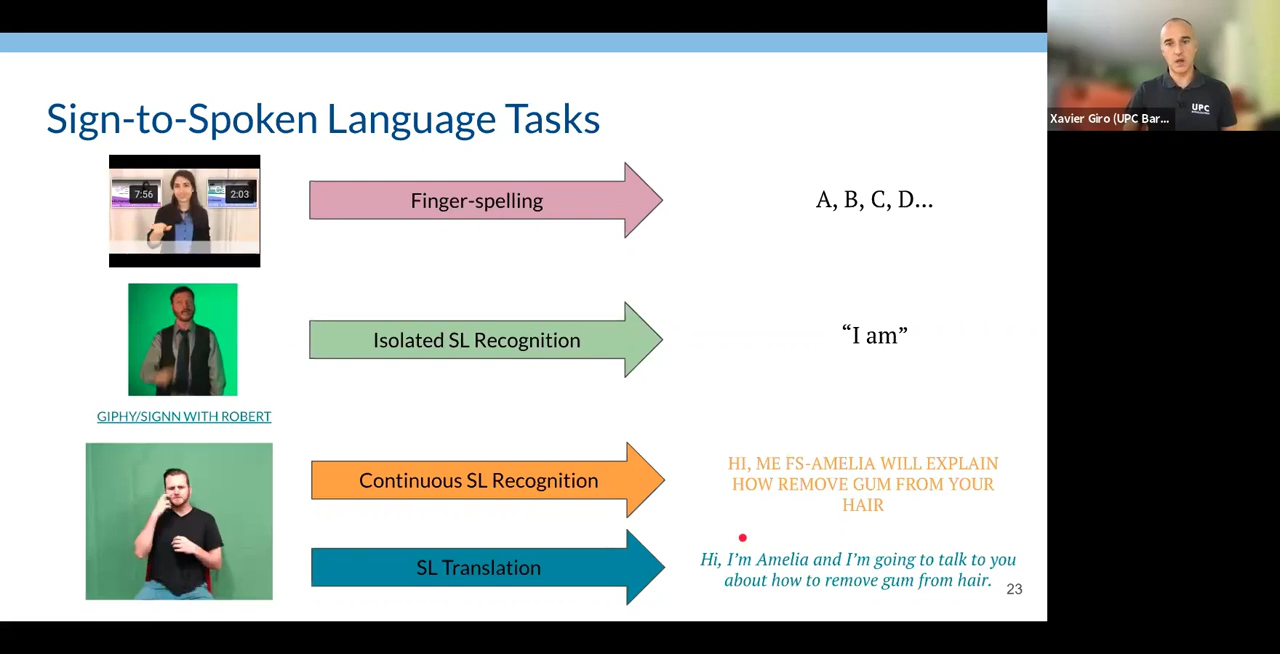 Sign-to-Spoken Language Tasks
7:56
2:03
Finger-spelling
A, B, C, D...
Isolated SL Recognition
“I am”
GIPHY/SIGNN WITH ROBERT
Continuous SL Recognition
HI, ME FS-AMELIA WILL EXPLAIN
HOW REMOVE GUM FROM YOUR
HAIR
SL Translation
Hi, I’m Amelia and I’m going to talk to you
about how to remove gum from hair.
23
UPC
Xavier Giro (UPC Bar...